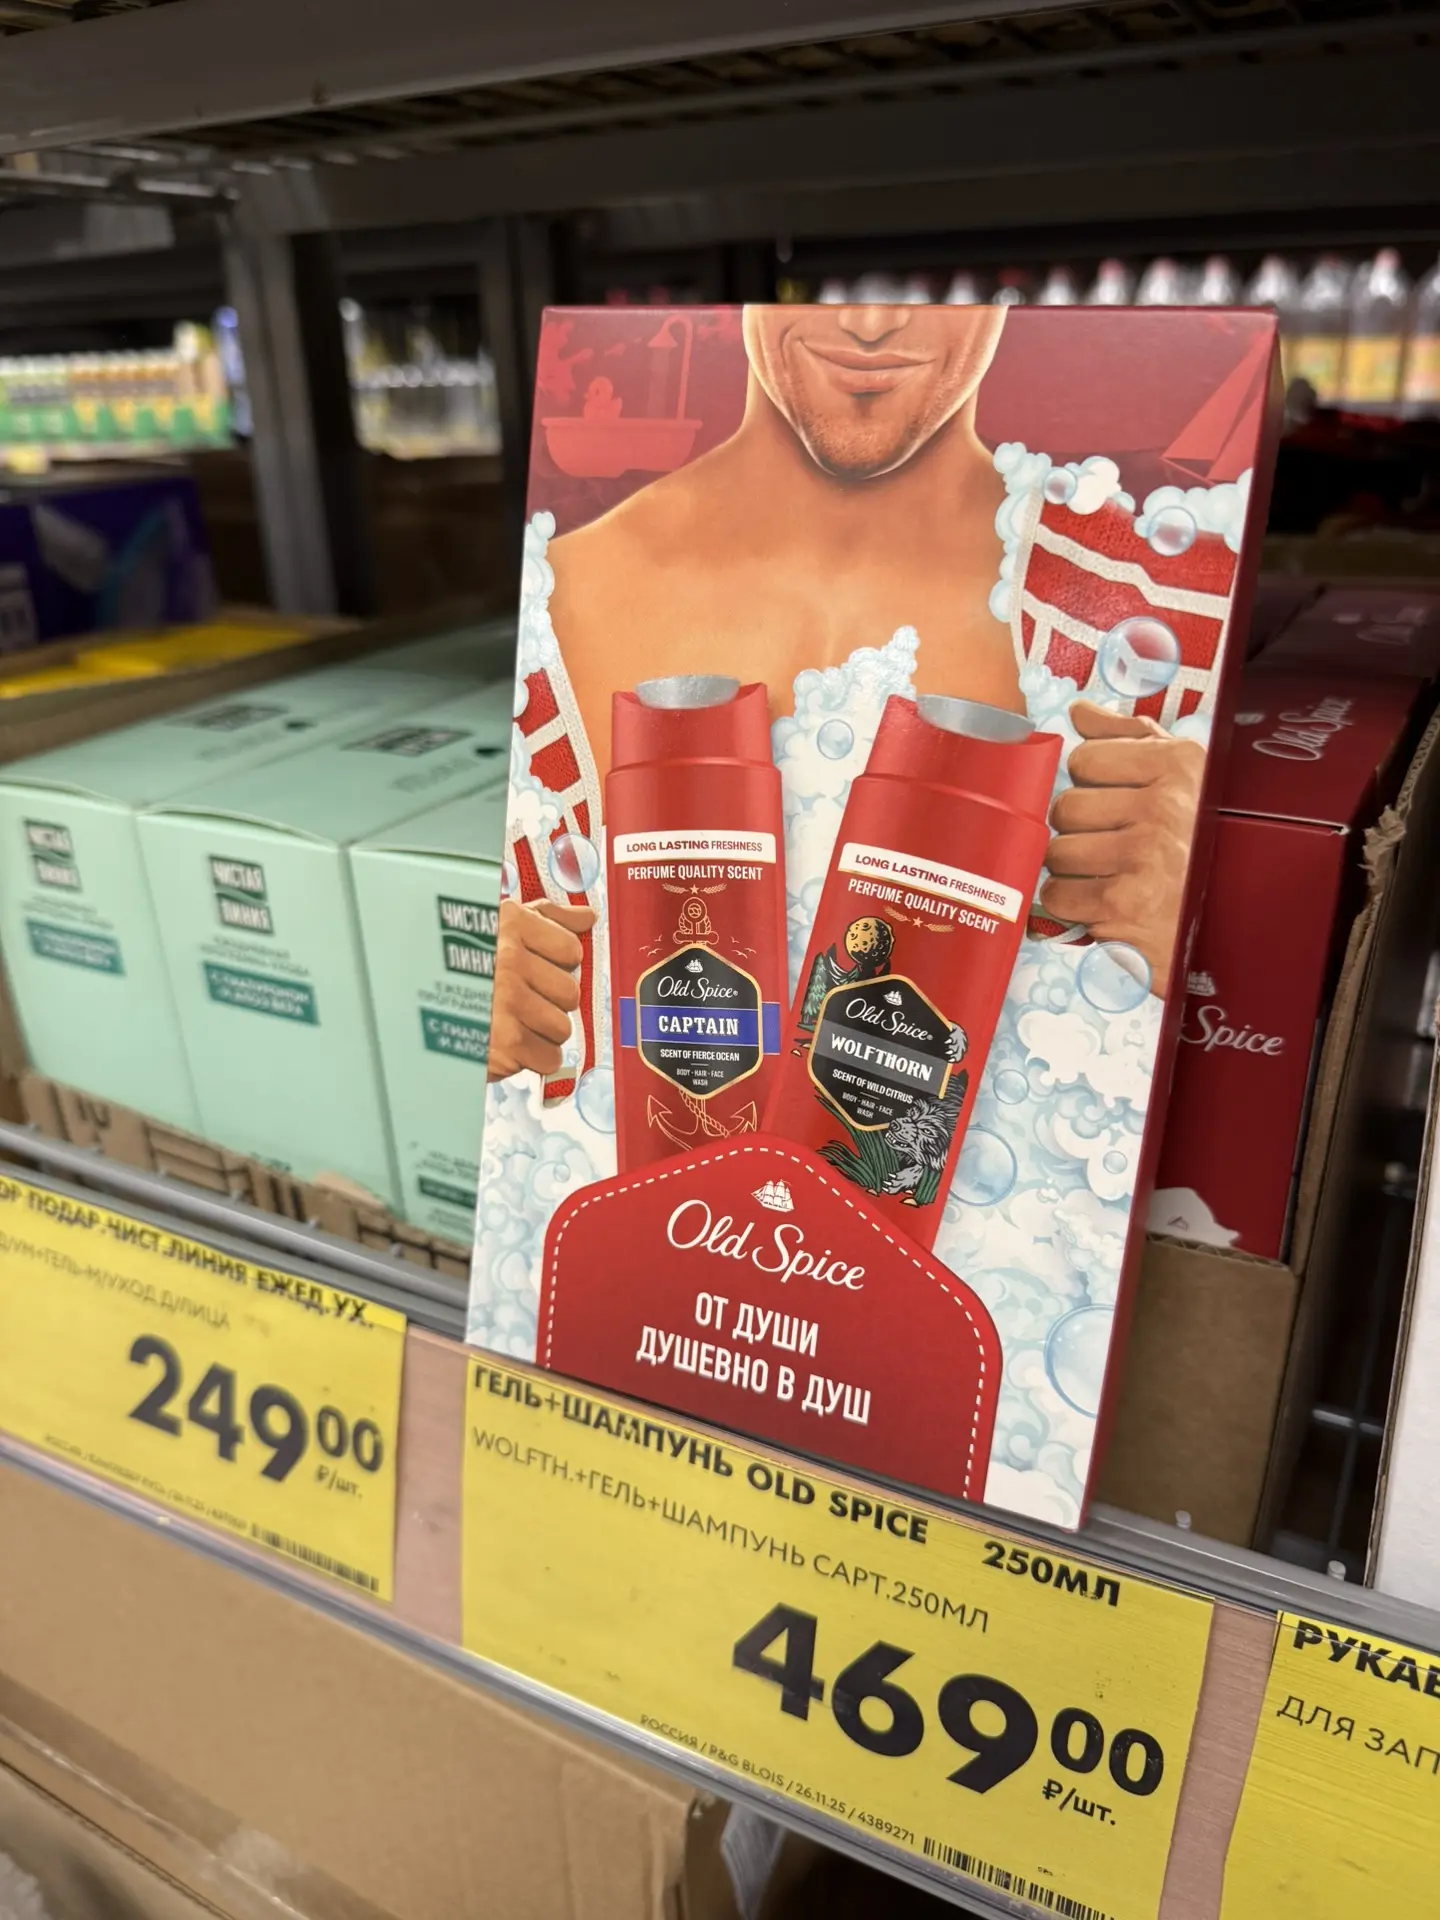 LONG LASTING FRESHNESS
PERFUME QUALITY SCENT
Old Spice
CAPTAIN
SCENT OF FIERCE OCEAN
BODY - HAIR - FACE
WASH
LONG LASTING FRESHNESS
PERFUME QUALITY SCENT
Old Spice
WOLFTHORN
SCENT OF WILD CITRUS
BODY - HAIR - FACE
WASH
Old Spice
ОТ ДУШИ
ДУШЕВНО В ДУШ
Old Spice
Spice
ЧИСТАЯ
ЛИНИЯ
ЧИСТАЯ
ЛИНИЯ
ЧИСТАЯ
ЛИНИЯ
С ГИАЛУРОНОМ
И АЛОЭ ВЕРА
ПОДАР.ЧИСТ.ЛИНИЯ ЕЖЕД.УХ.
249 00
₽/шт.
ГЕЛЬ+ШАМПУНЬ OLD SPICE 250МЛ
WOLFTH.+ГЕЛЬ+ШАМПУНЬ CAPT.250МЛ
469 00
₽/шт.
РОССИЯ / P&G BLOIS / 26.11.25 / 4389271
РУКАВ
ДЛЯ ЗАП